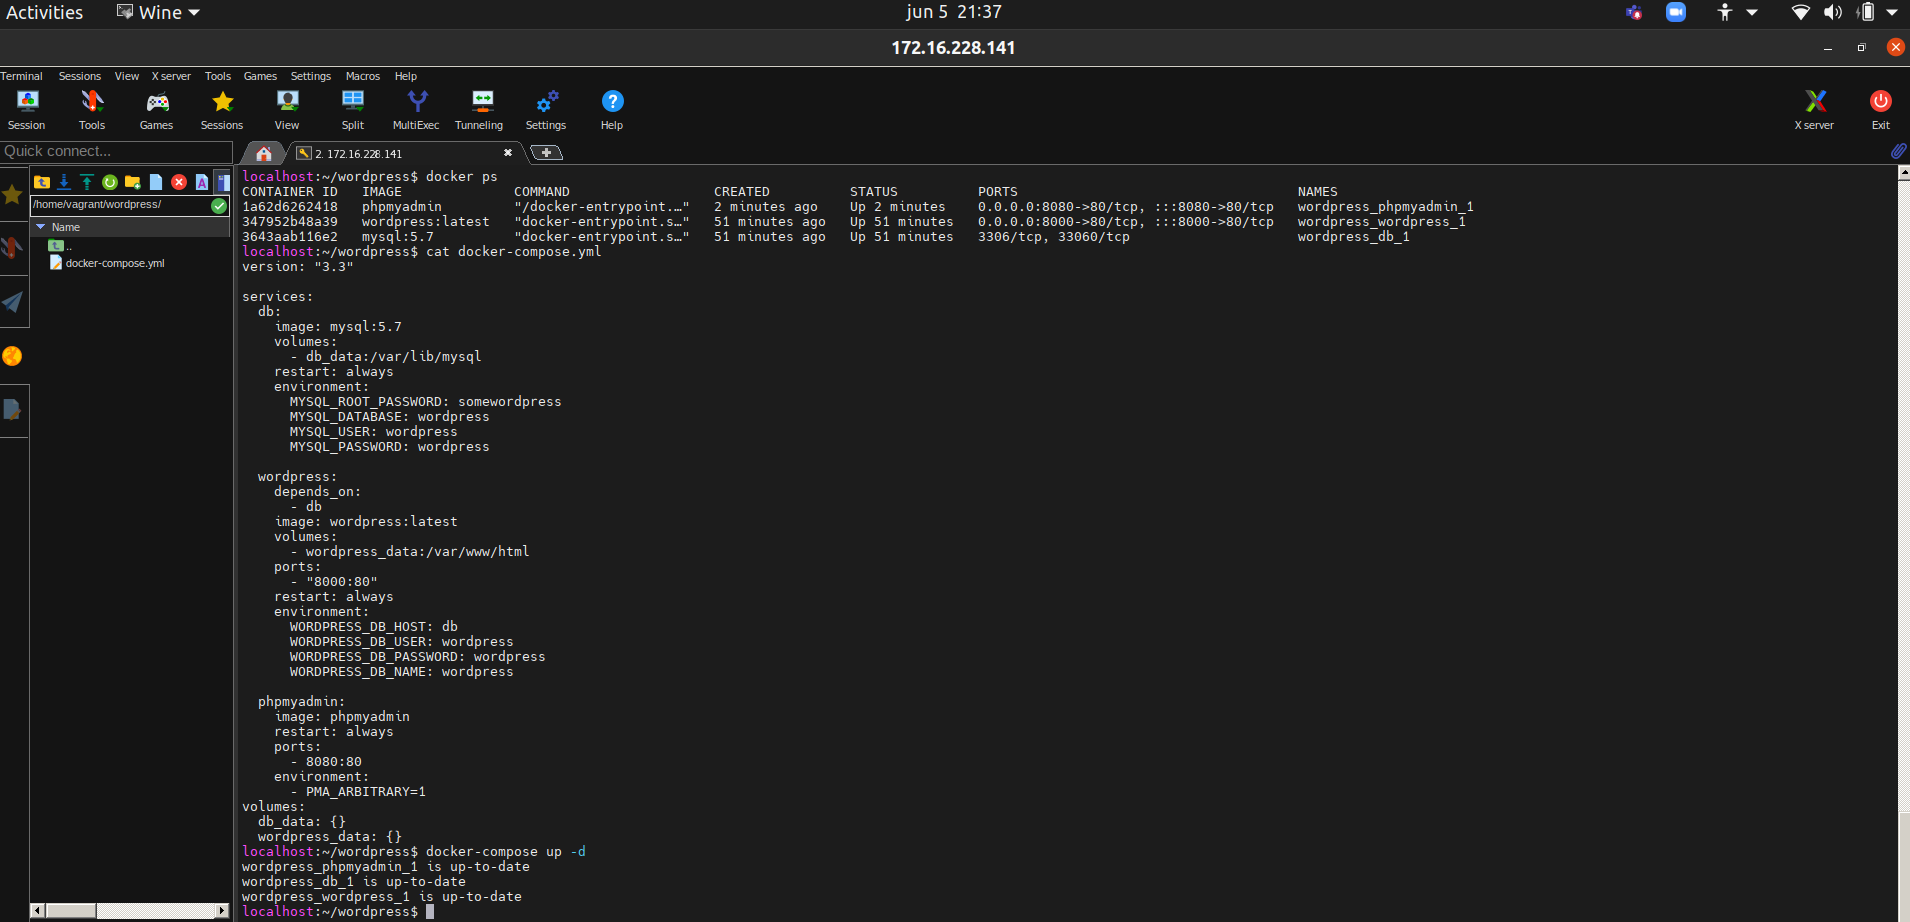 Activities Wine jun 5 21:37
172.16.228.141
Terminal Sessions View X server Tools Games Settings Macros Help
Session Tools Games Sessions View Split MultiExec Tunneling Settings Help X server Exit
Quick connect...
2. 172.16.228.141
/home/vagrant/wordpress/
Name
..
docker-compose.yml
localhost:~/wordpress$ docker ps
CONTAINER ID   IMAGE              COMMAND                  CREATED          STATUS          PORTS                                   NAMES
1a62d6262418   phpmyadmin         "/docker-entrypoint.…"   2 minutes ago    Up 2 minutes    0.0.0.0:8080->80/tcp, :::8080->80/tcp   wordpress_phpmyadmin_1
347952b48a39   wordpress:latest   "docker-entrypoint.s…"   51 minutes ago   Up 51 minutes   0.0.0.0:8000->80/tcp, :::8000->80/tcp   wordpress_wordpress_1
3643aab116e2   mysql:5.7          "docker-entrypoint.s…"   51 minutes ago   Up 51 minutes   3306/tcp, 33060/tcp                     wordpress_db_1
localhost:~/wordpress$ cat docker-compose.yml
version: "3.3"

services:
  db:
    image: mysql:5.7
    volumes:
      - db_data:/var/lib/mysql
    restart: always
    environment:
      MYSQL_ROOT_PASSWORD: somewordpress
      MYSQL_DATABASE: wordpress
      MYSQL_USER: wordpress
      MYSQL_PASSWORD: wordpress

  wordpress:
    depends_on:
      - db
    image: wordpress:latest
    volumes:
      - wordpress_data:/var/www/html
    ports:
      - "8000:80"
    restart: always
    environment:
      WORDPRESS_DB_HOST: db
      WORDPRESS_DB_USER: wordpress
      WORDPRESS_DB_PASSWORD: wordpress
      WORDPRESS_DB_NAME: wordpress

  phpmyadmin:
    image: phpmyadmin
    restart: always
    ports:
      - 8080:80
    environment:
      - PMA_ARBITRARY=1
volumes:
  db_data: {}
  wordpress_data: {}
localhost:~/wordpress$ docker-compose up -d
wordpress_phpmyadmin_1 is up-to-date
wordpress_db_1 is up-to-date
wordpress_wordpress_1 is up-to-date
localhost:~/wordpress$